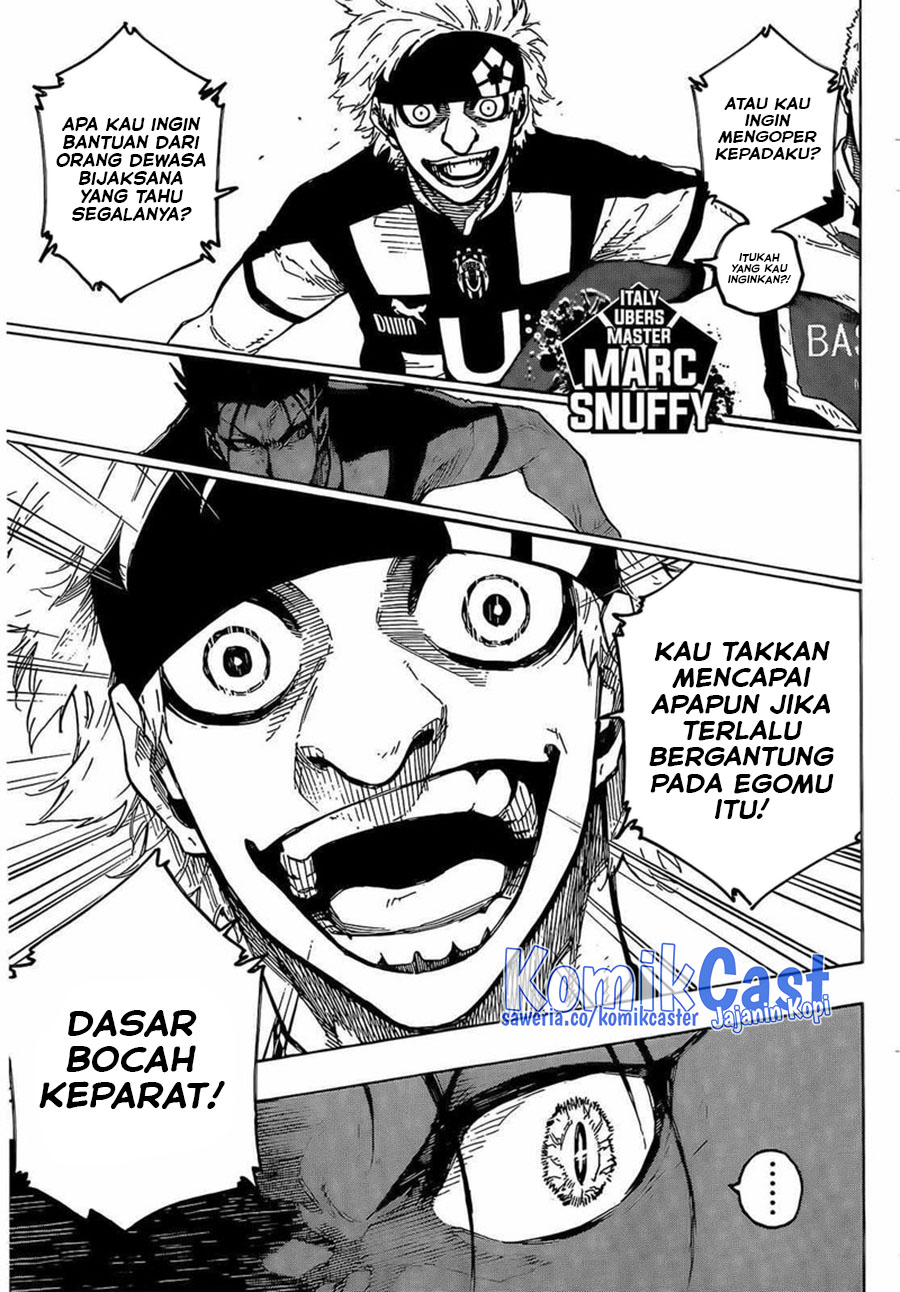 ATAU KAU
INGIN
MENGOPER
KEPADAKU?
ITUKAH
YANG KAU
INGINKAN?!
APA KAU INGIN
BANTUAN DARI
ORANG DEWASA
BIJAKSANA
YANG TAHU
SEGALANYA?
DUMA
U
BAS
ITALY
UBERS
MASTER
MARC
SNUFFY
KAU TAKKAN
MENCAPAI
APAPUN JIKA
TERLALU
BERGANTUNG
PADA EGOMU
ITU!
DASAR
BOCAH
KEPARAT!
KomikCast
saweria.co/komikcaster Jajanin Kopi
.....